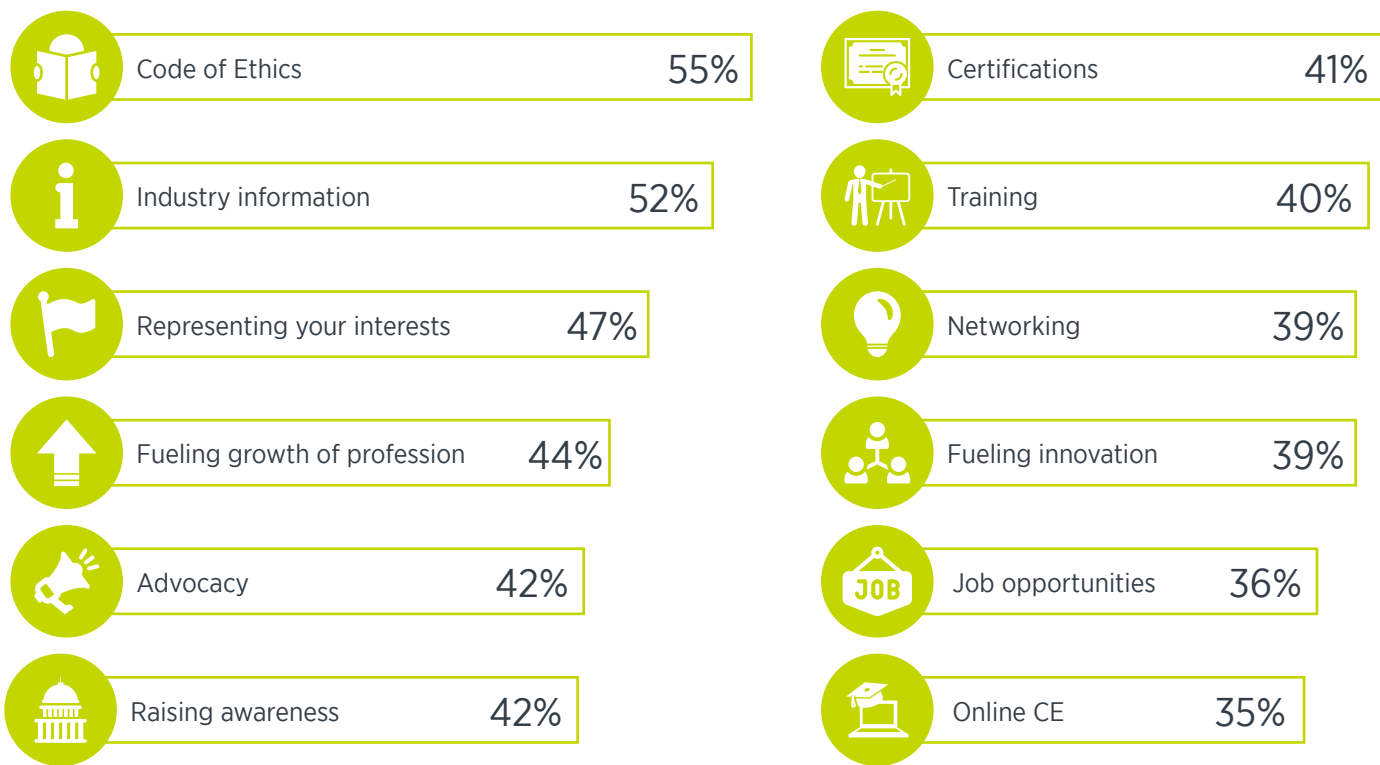 Code of Ethics 55%
Industry information 52%
Representing your interests 47%
Fueling growth of profession 44%
Advocacy 42%
Raising awareness 42%
Certifications 41%
Training 40%
Networking 39%
Fueling innovation 39%
JOB Job opportunities 36%
Online CE 35%